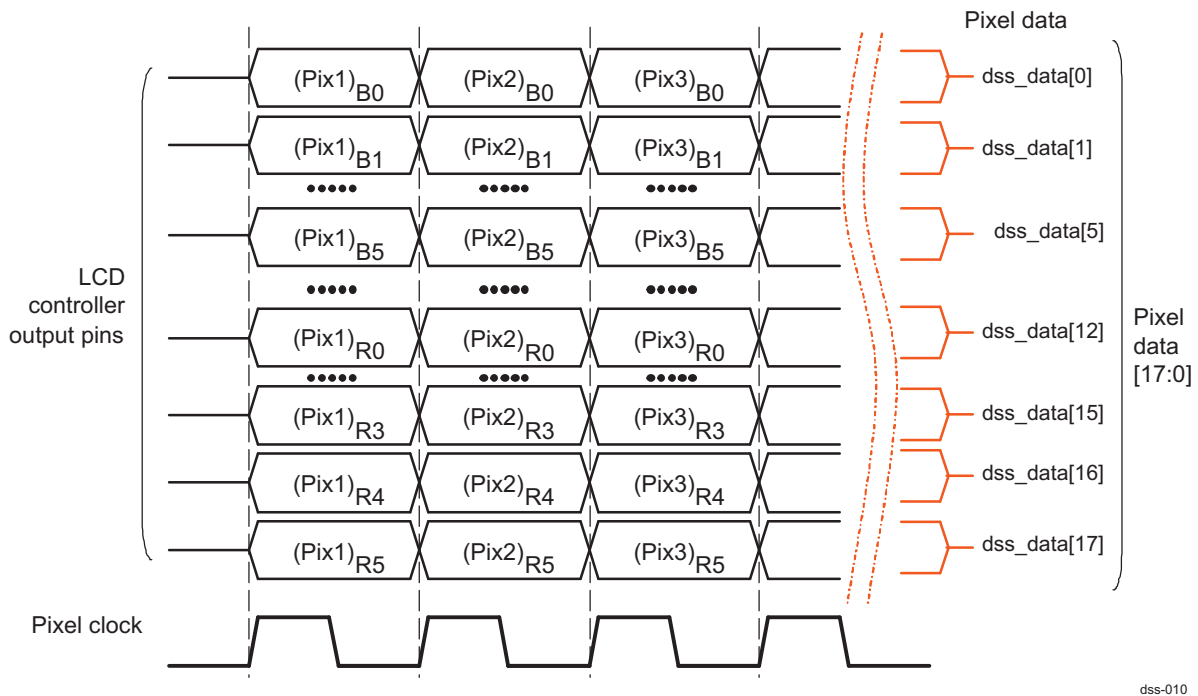 Pixel data
(Pix1)B0 (Pix2)B0 (Pix3)B0 dss_data[0]
(Pix1)B1 (Pix2)B1 (Pix3)B1 dss_data[1]
(Pix1)B5 (Pix2)B5 (Pix3)B5 dss_data[5]
LCD
controller
output pins
(Pix1)R0 (Pix2)R0 (Pix3)R0 dss_data[12]
Pixel
data
[17:0]
(Pix1)R3 (Pix2)R3 (Pix3)R3 dss_data[15]
(Pix1)R4 (Pix2)R4 (Pix3)R4 dss_data[16]
(Pix1)R5 (Pix2)R5 (Pix3)R5 dss_data[17]
Pixel clock
dss-010